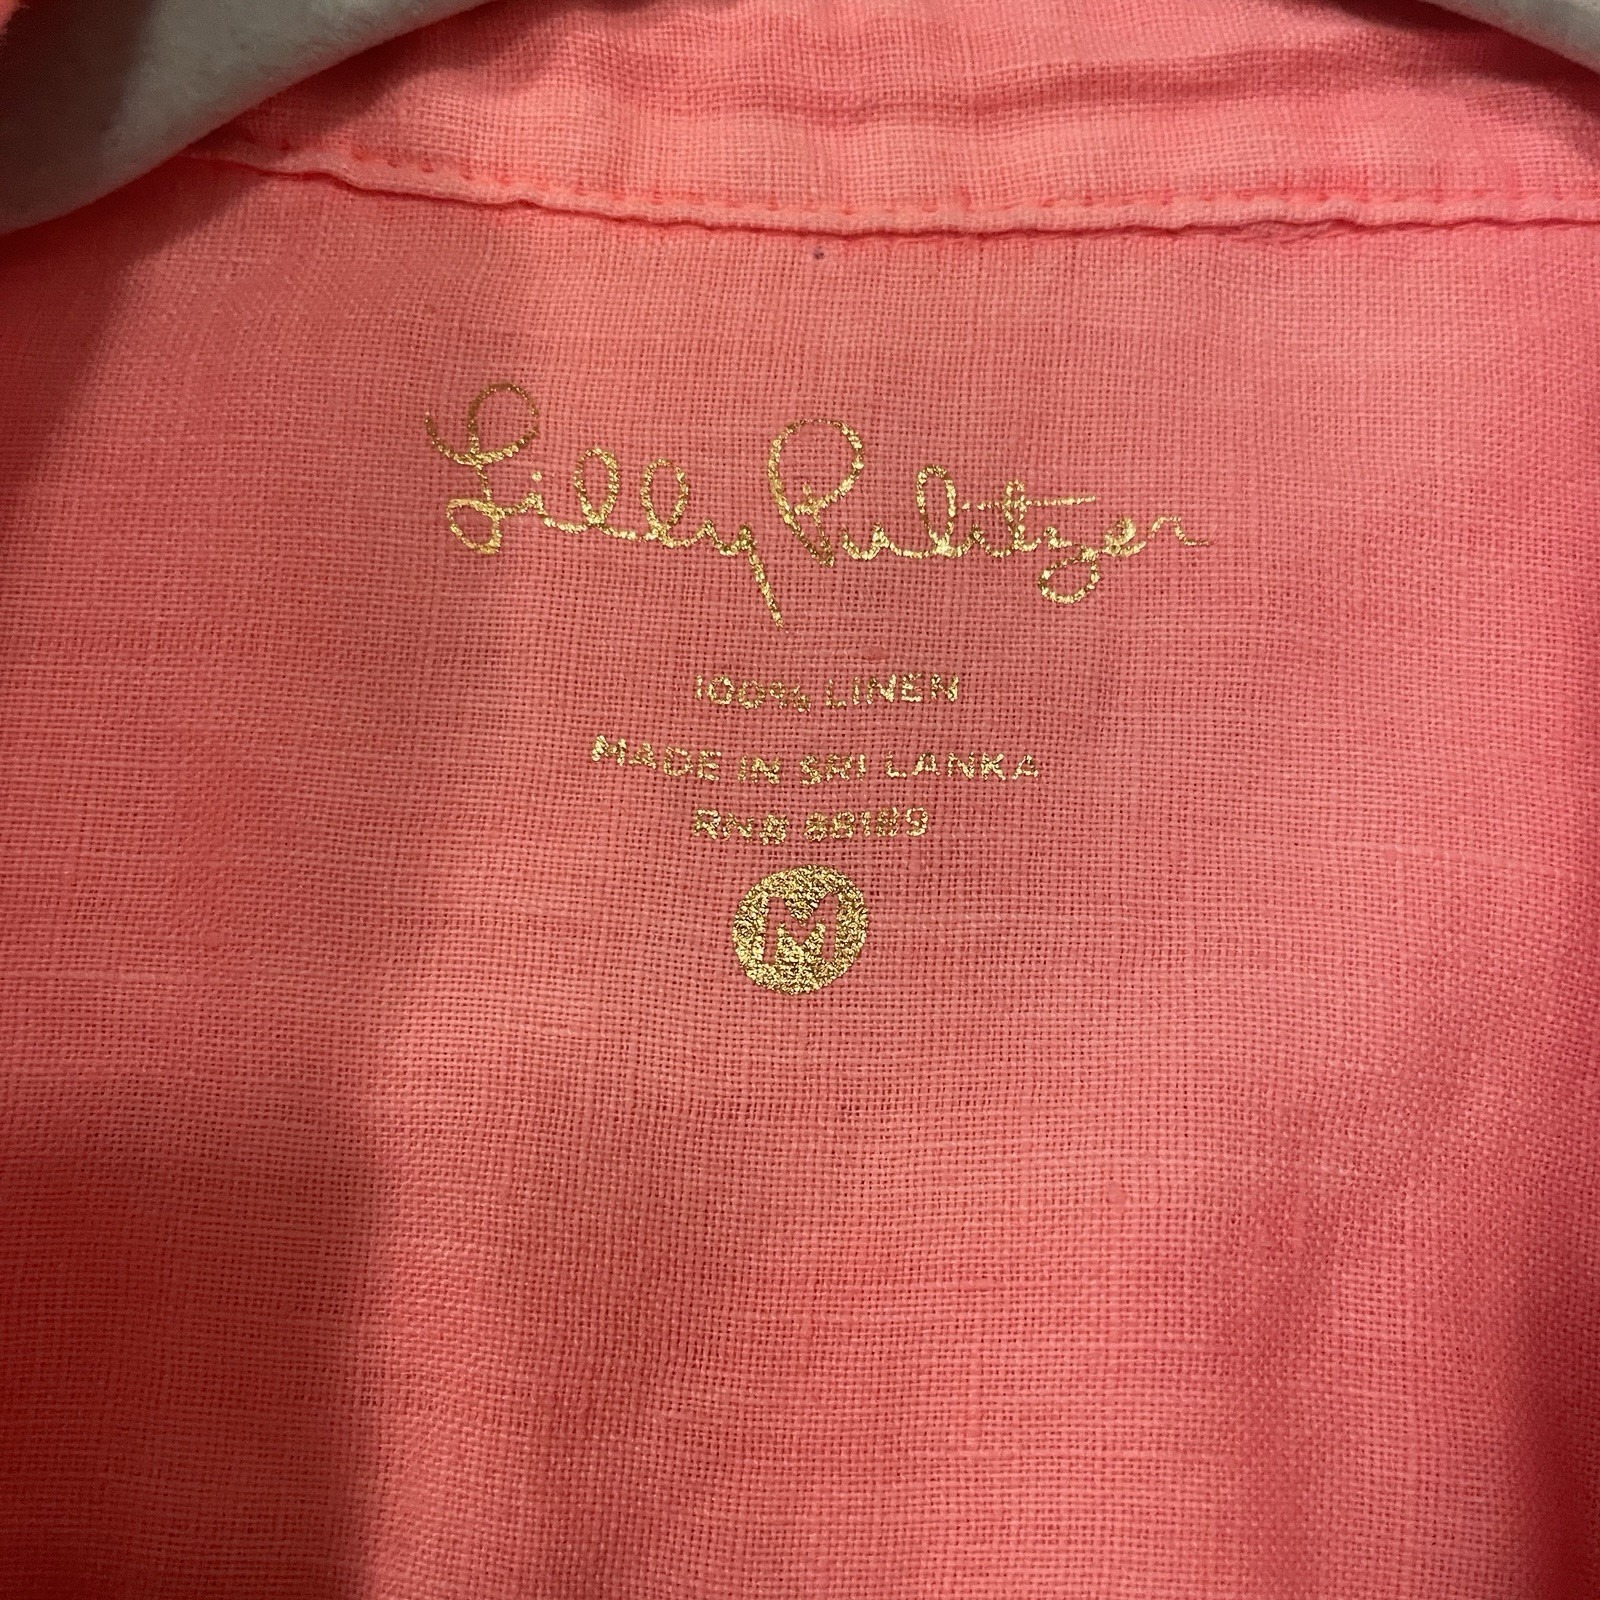 Lilly Pulitzer
100% LINEN
MADE IN SRI LANKA
RN# 88189
M